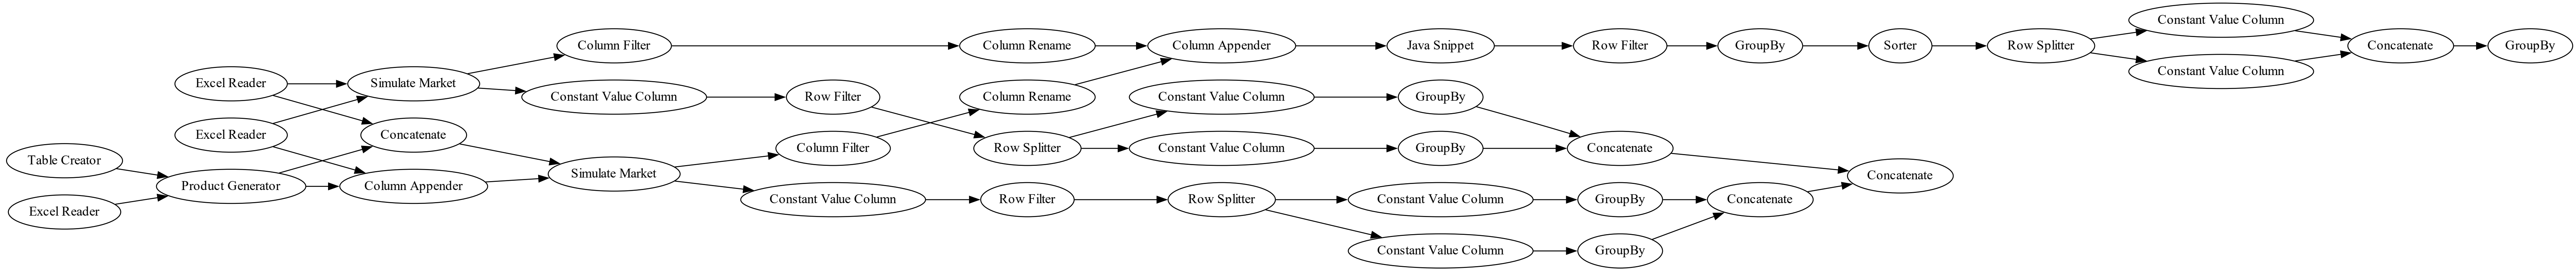 Constant Value Column
Column Filter
Column Rename
Column Appender
Java Snippet
Row Filter
GroupBy
Sorter
Row Splitter
Concatenate
GroupBy
Constant Value Column
Excel Reader
Simulate Market
Constant Value Column
Row Filter
Column Rename
Constant Value Column
GroupBy
Excel Reader
Concatenate
Column Filter
Row Splitter
Constant Value Column
GroupBy
Concatenate
Table Creator
Product Generator
Column Appender
Simulate Market
Concatenate
Excel Reader
Constant Value Column
Row Filter
Row Splitter
Constant Value Column
GroupBy
Concatenate
Constant Value Column
GroupBy